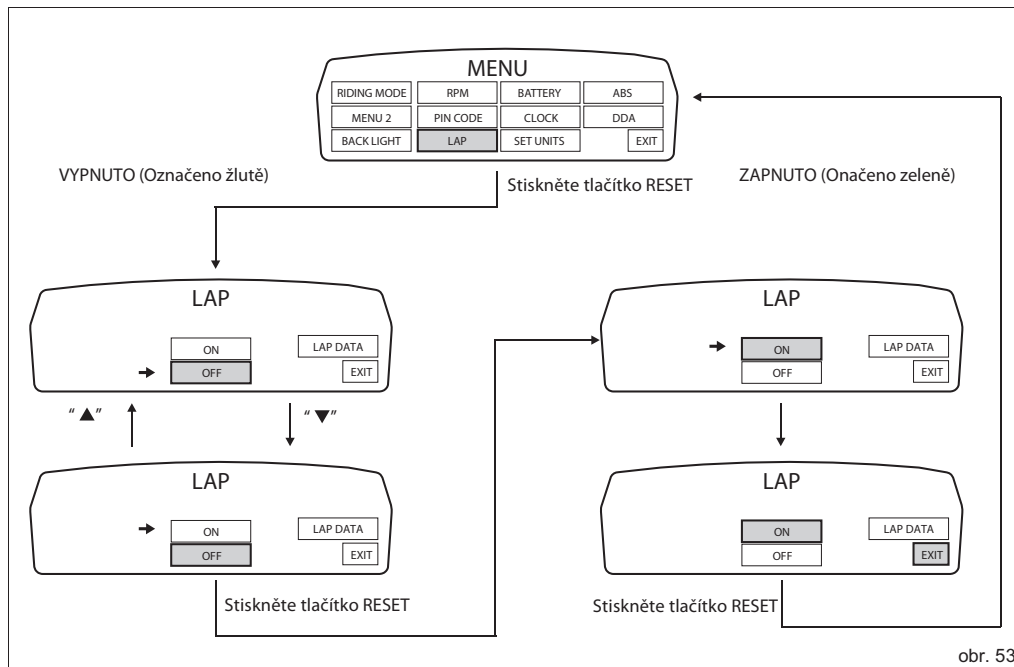 MENU
RIDING MODE RPM BATTERY ABS
MENU 2 PIN CODE CLOCK DDA
BACK LIGHT LAP SET UNITS EXIT
VYPNUTO (Označeno žlutě)
Stiskněte tlačítko RESET
ZAPNUTO (Onačeno zeleně)
LAP
ON LAP DATA
➔ OFF EXIT
“ ▲” “ ▼”
LAP
➔ ON LAP DATA
OFF EXIT
Stiskněte tlačítko RESET
LAP
➔ ON LAP DATA
OFF EXIT
LAP
ON LAP DATA
OFF EXIT
Stiskněte tlačítko RESET
obr. 53